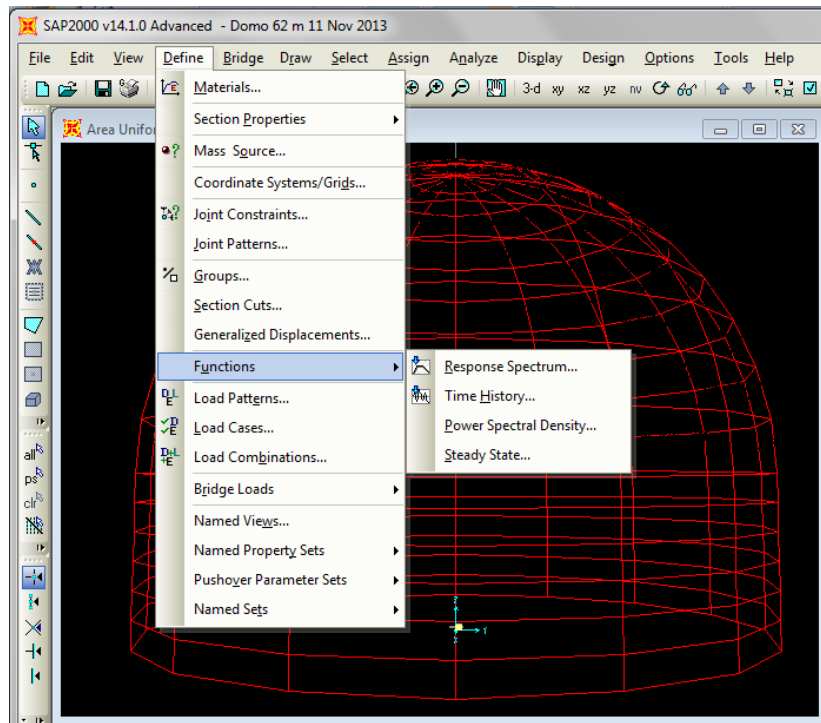 SAP2000 v14.1.0 Advanced - Domo 62 m 11 Nov 2013
File Edit View Define Bridge Draw Select Assign Analyze Display Design Options Tools Help
3-d xy xz yz nv
Area Unifo
Materials...
Section Properties
Mass Source...
Coordinate Systems/Grids...
Joint Constraints...
Joint Patterns...
Groups...
Section Cuts...
Generalized Displacements...
Functions
Response Spectrum...
Time History...
Power Spectral Density...
Steady State...
Load Patterns...
Load Cases...
Load Combinations...
Bridge Loads
Named Views...
Named Property Sets
Pushover Parameter Sets
Named Sets
all
ps
clr
Y